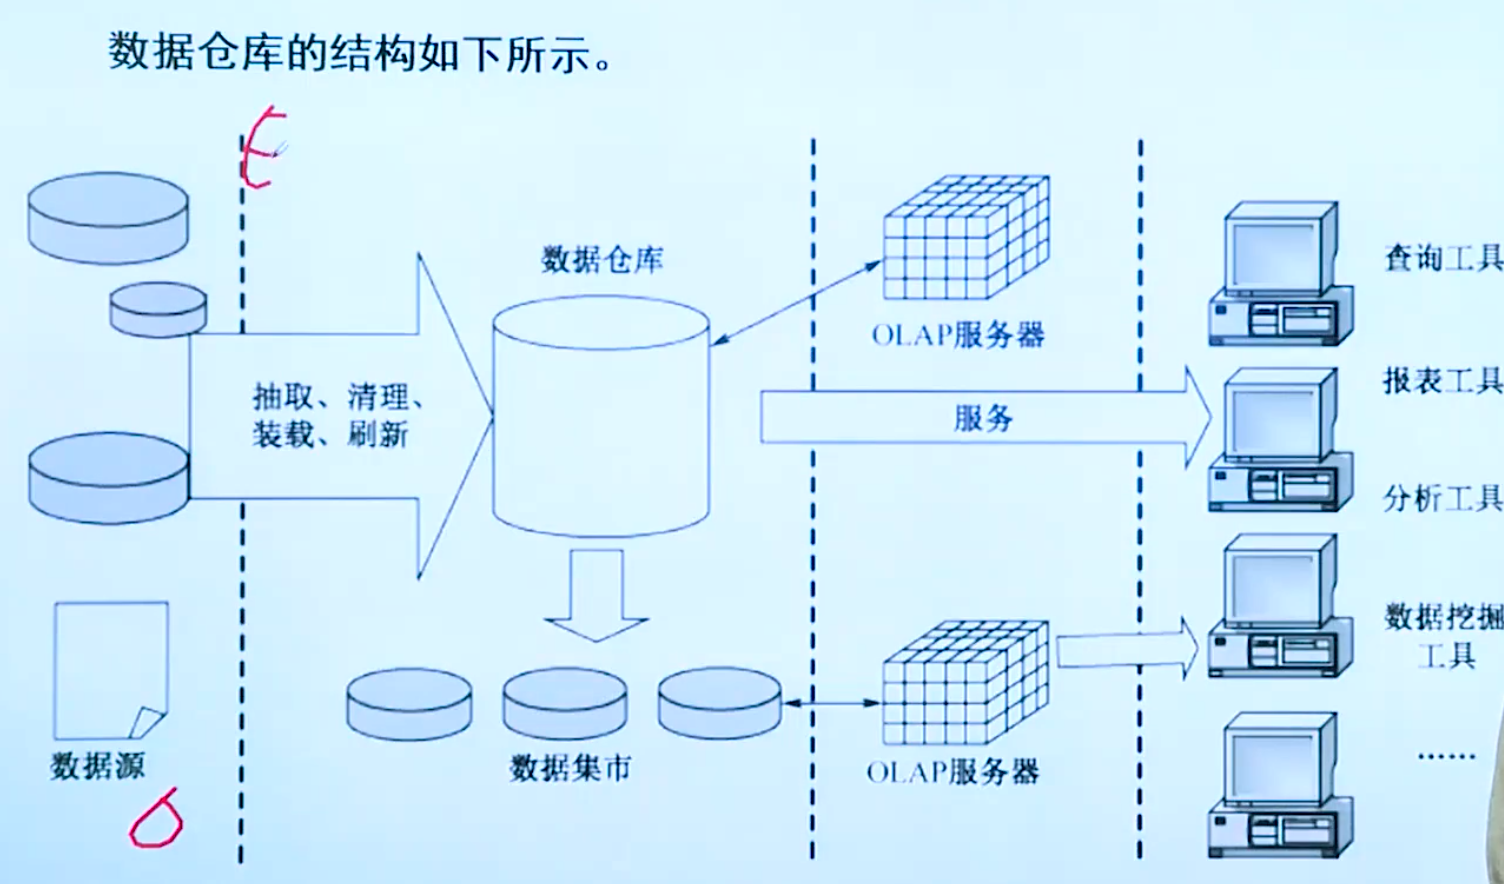 数据仓库的结构如下所示。
E
数据仓库
OLAP服务器
查询工具
抽取、清理、
装载、刷新
服务
报表工具
分析工具
数据挖掘
工具
数据源
数据集市
OLAP服务器
……